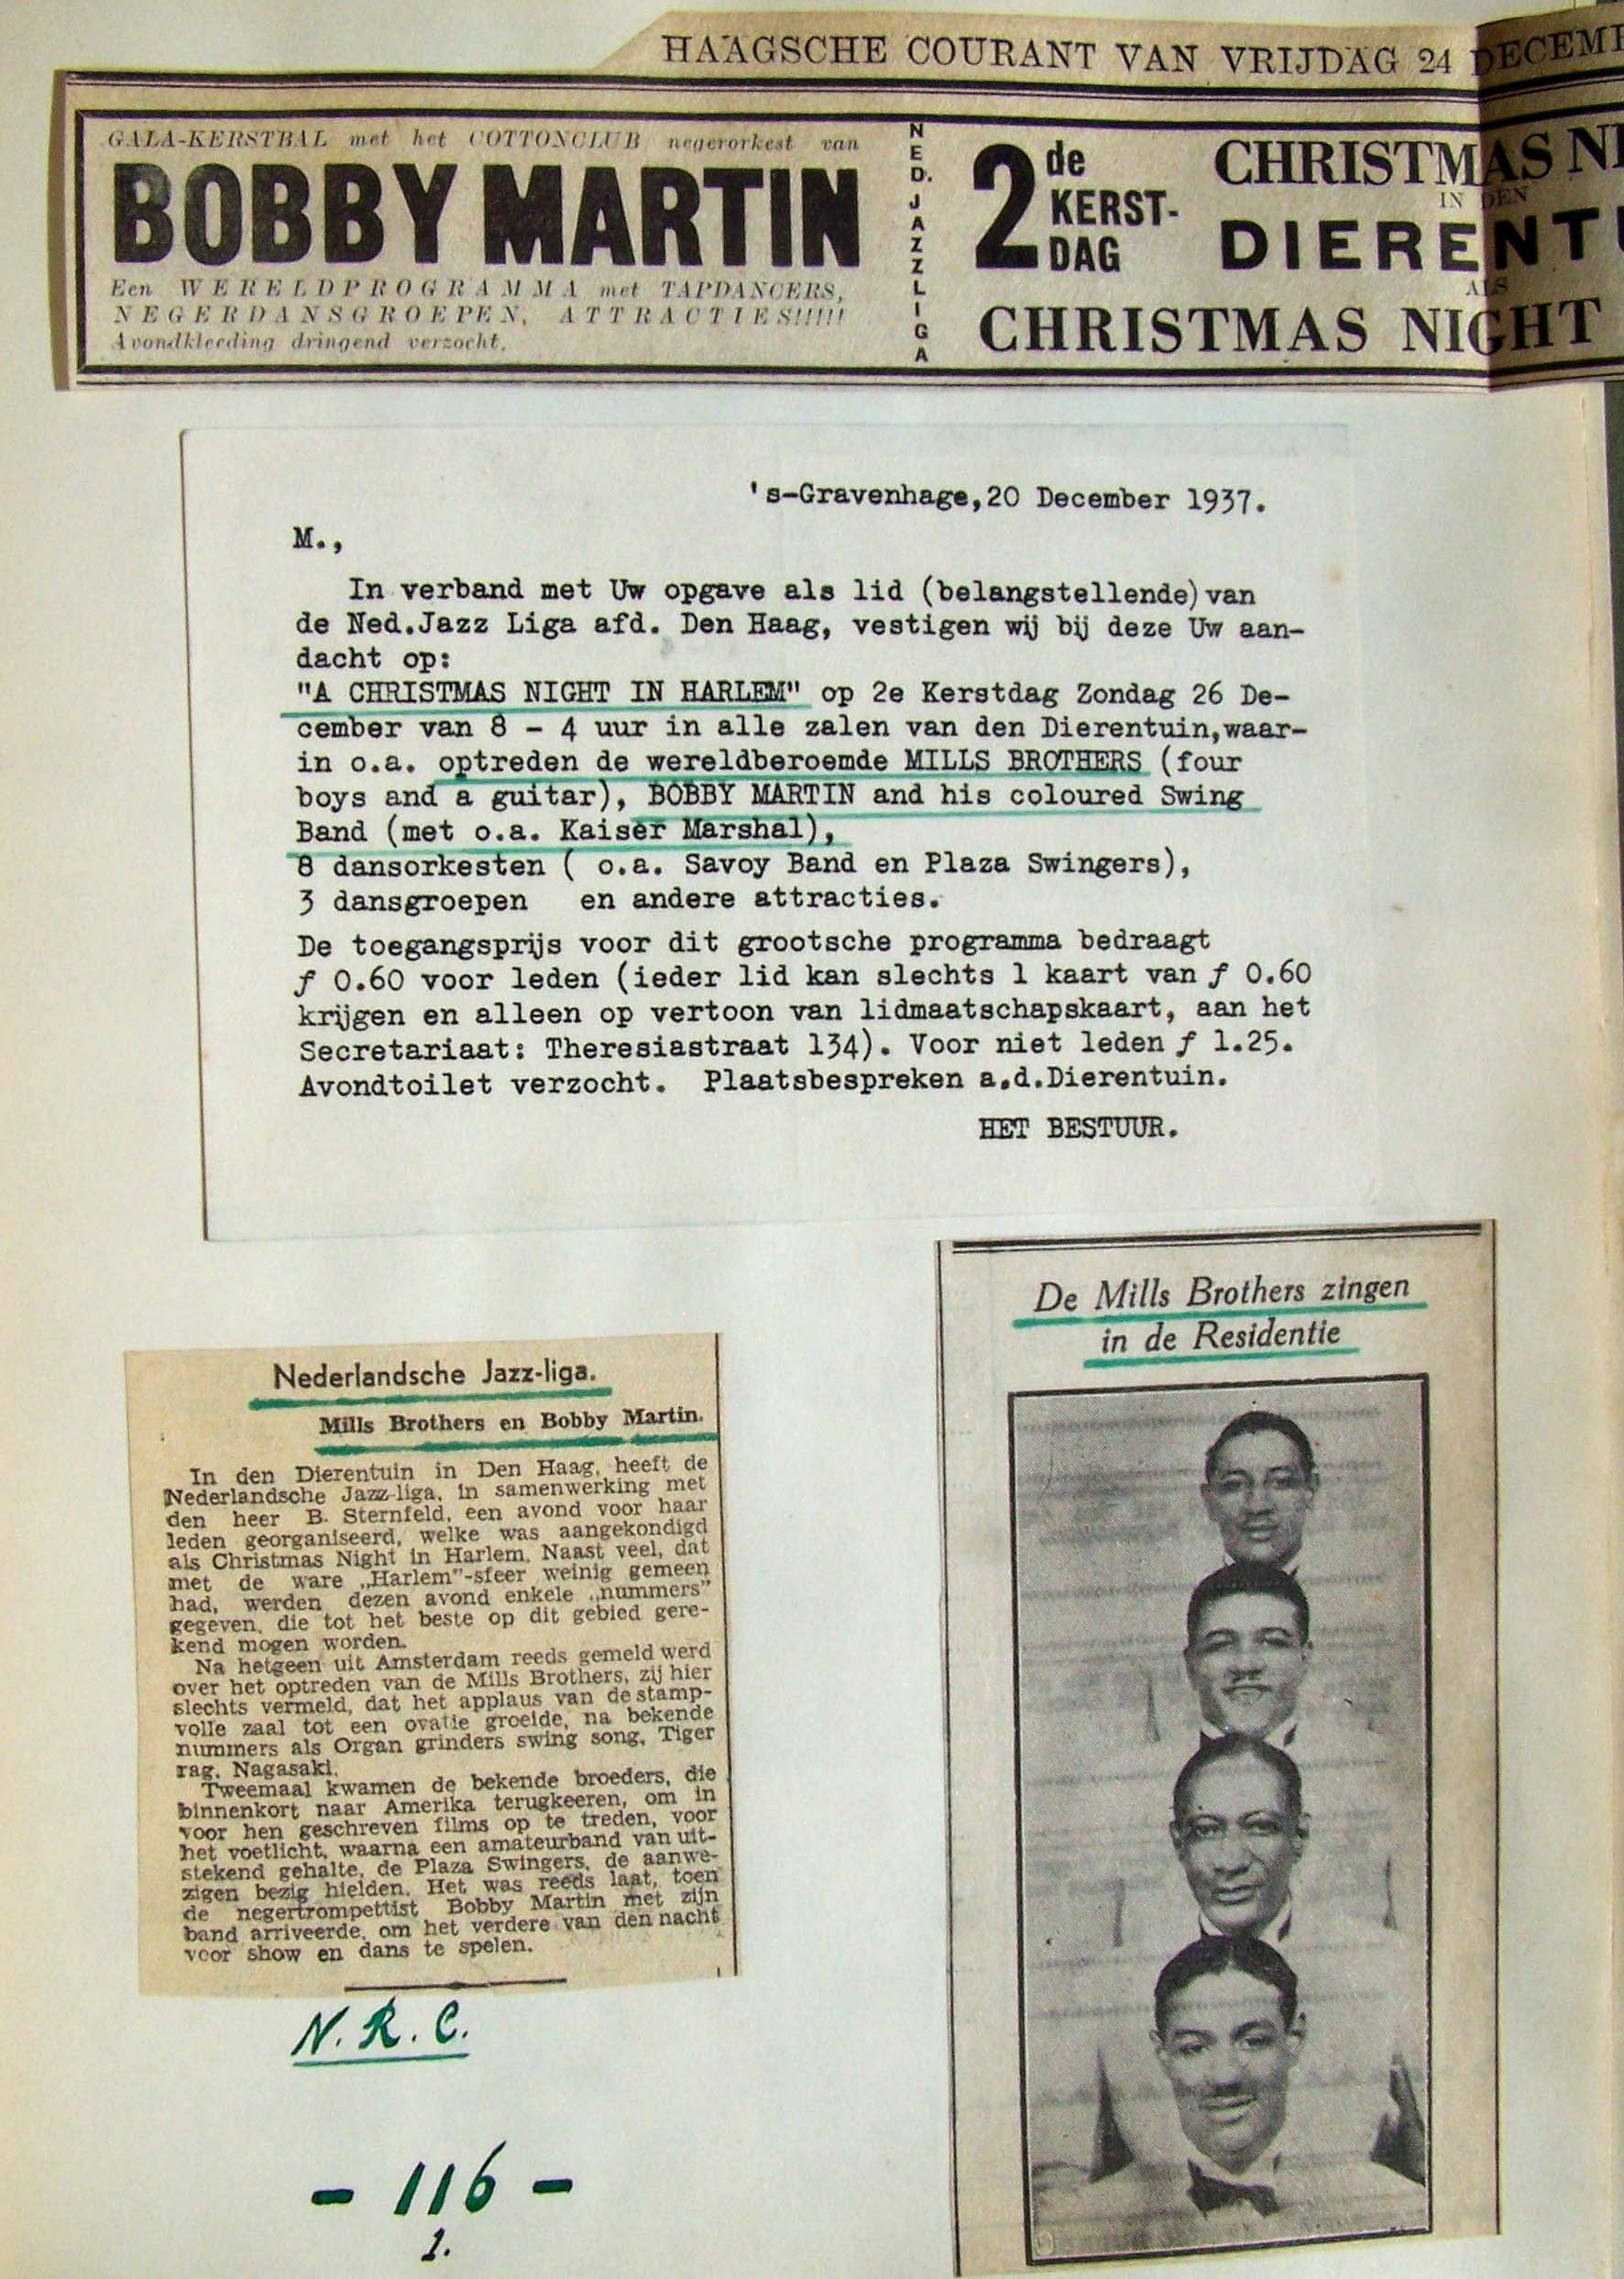 HAAGSCHE COURANT VAN VRIJDAG 24 DECEMB
GALA-KERSTBAL met het COTTONCLUB negerorkest van
BOBBY MARTIN
Een WERELDPROGRAMMA met TAPDANCERS,
NEGERDANSGROEPEN, ATTRACTIES!!!!!
Avondkleeding dringend verzocht.
NED. JAZZ LIGA
2de
KERST-
DAG
CHRISTMAS NI
IN DEN
DIERENT
ALS
CHRISTMAS NIGHT
's-Gravenhage,20 December 1937.
M.,
In verband met Uw opgave als lid (belangstellende) van
de Ned.Jazz Liga afd. Den Haag, vestigen wij bij deze Uw aan-
dacht op:
"A CHRISTMAS NIGHT IN HARLEM" op 2e Kerstdag Zondag 26 De-
cember van 8 - 4 uur in alle zalen van den Dierentuin,waar-
in o.a. optreden de wereldberoemde MILLS BROTHERS (four
boys and a guitar), BOBBY MARTIN and his coloured Swing
Band (met o.a. Kaiser Marshal),
8 dansorkesten ( o.a. Savoy Band en Plaza Swingers),
3 dansgroepen en andere attracties.
De toegangsprijs voor dit grootsche programma bedraagt
ƒ 0.60 voor leden (ieder lid kan slechts 1 kaart van ƒ 0.60
krijgen en alleen op vertoon van lidmaatschapskaart, aan het
Secretariaat: Theresiastraat 134). Voor niet leden ƒ 1.25.
Avondtoilet verzocht. Plaatsbespreken a.d.Dierentuin.
HET BESTUUR.
Nederlandsche Jazz-liga.
Mills Brothers en Bobby Martin.
In den Dierentuin in Den Haag, heeft de
Nederlandsche Jazz-liga, in samenwerking met
den heer B. Sternfeld, een avond voor haar
leden georganiseerd, welke was aangekondigd
als Christmas Night in Harlem. Naast veel, dat
met de ware „Harlem"-sfeer weinig gemeen
had, werden dezen avond enkele „nummers"
gegeven, die tot het beste op dit gebied gere-
kend mogen worden.
Na hetgeen uit Amsterdam reeds gemeld werd
over het optreden van de Mills Brothers, zij hier
slechts vermeld, dat het applaus van de stamp-
volle zaal tot een ovatie groeide, na bekende
nummers als Organ grinders swing song, Tiger
rag, Nagasaki.
Tweemaal kwamen de bekende broeders, die
binnenkort naar Amerika terugkeeren, om in
voor hen geschreven films op te treden, voor
het voetlicht, waarna een amateurband van uit-
stekend gehalte, de Plaza Swingers, de aanwe-
zigen bezig hielden. Het was reeds laat, toen
de negertrompettist Bobby Martin met zijn
band arriveerde, om het verdere van den nacht
voor show en dans te spelen.
N.R.C.
- 116 -
1.
De Mills Brothers zingen
in de Residentie